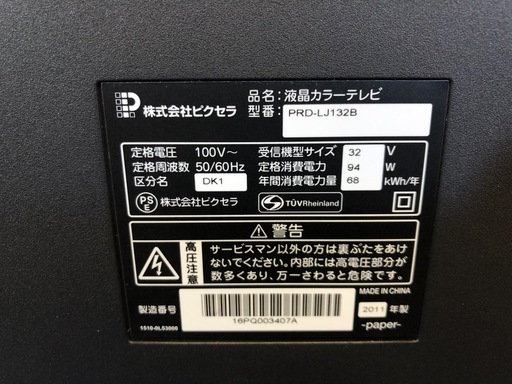 株式会社ピクセラ
品名：液晶カラーテレビ
型番： PRD-LJ132B
定格電圧 100V～ 受信機型サイズ 32 V
定格周波数 50/60Hz 定格消費電力 94 W
区分名 DK1 年間消費電力量 68 kWh/年
PS
E 株式会社ピクセラ TÜVRheinland
警告
高圧注意
サービスマン以外の方は裏ぶたをあけ
ないでください。内部には高電圧部分が
数多くあり、万一さわると危険です。
MADE IN CHINA
製造番号 16PQ003407A 2011 年製
1510-0L53000 -paper-